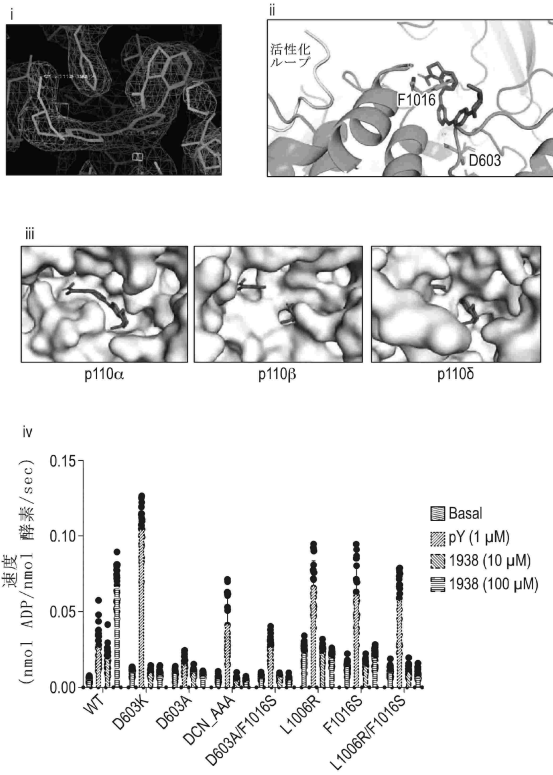 i
ii
活性化
ループ
F1016
D603
iii
p110α
p110β
p110δ
iv
速度
(nmol ADP/nmol 酵素/sec)
0.15
0.10
0.05
0.00
WT
D603K
D603A
DCN_AAA
D603A/F1016S
L1006R
F1016S
L1006R/F1016S
Basal
pY (1 μM)
1938 (10 μM)
1938 (100 μM)